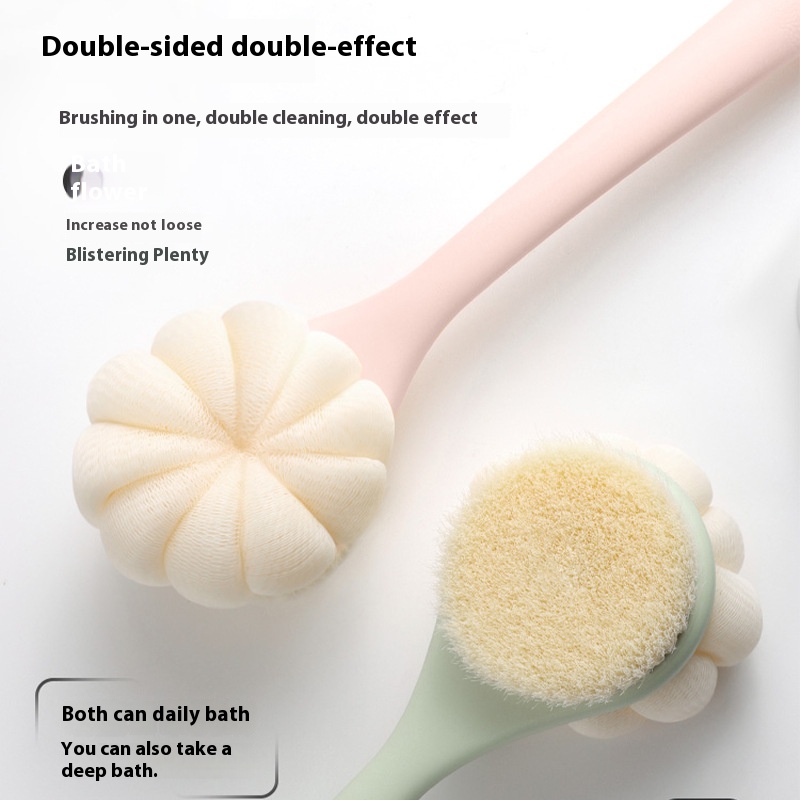 Double-sided double-effect
Brushing in one, double cleaning, double effect
Bath
flower
Increase not loose
Blistering Plenty
Both can daily bath
You can also take a
deep bath.